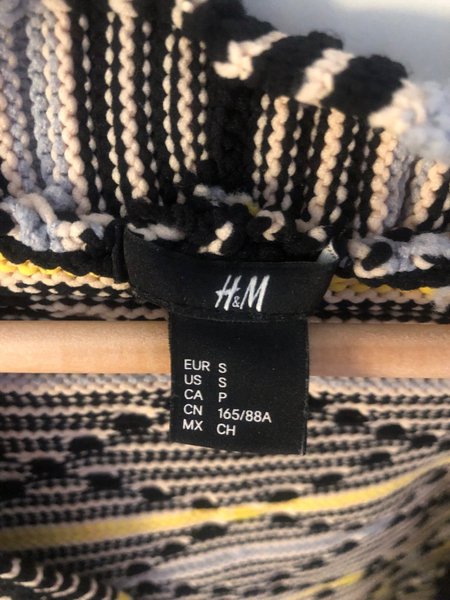 H&M
EUR S
US S
CA P
CN 165/88A
MX CH